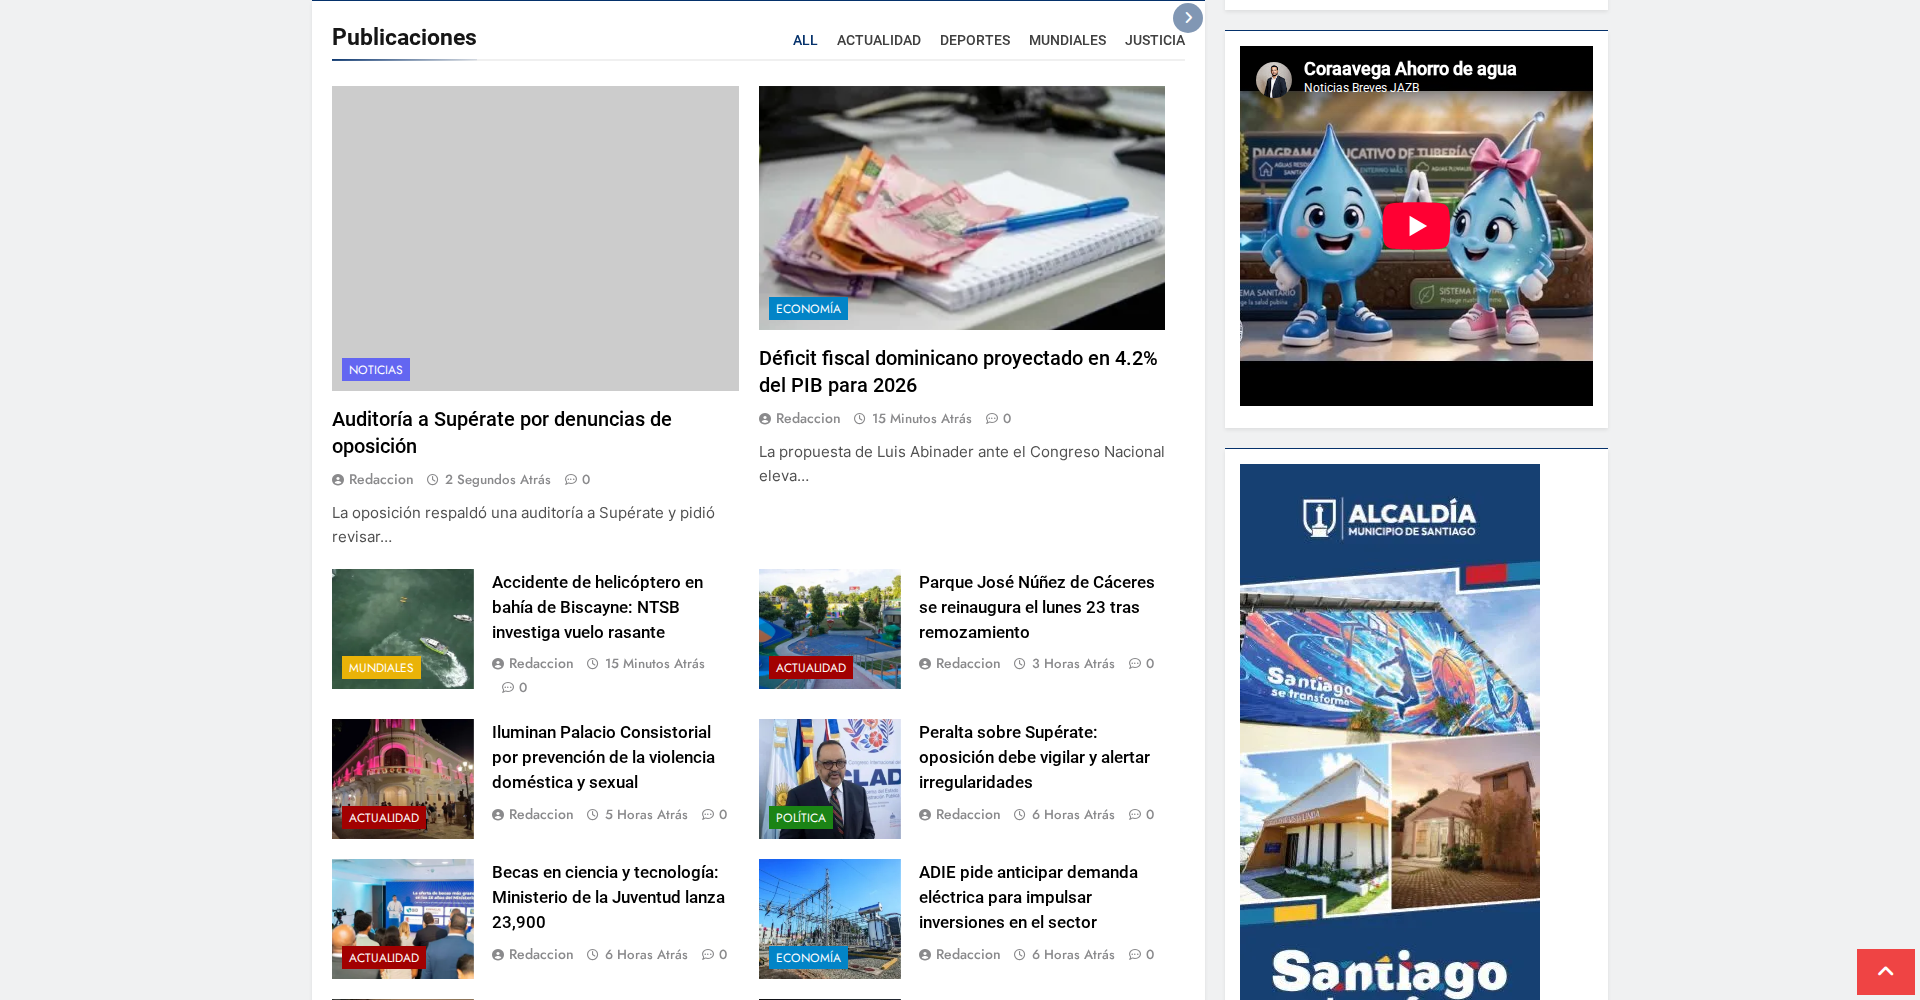 Publicaciones
ALL
ACTUALIDAD
DEPORTES
MUNDIALES
JUSTICIA
NOTICIAS
Auditoría a Supérate por denuncias de
oposición
Redaccion 2 Segundos Atrás 0
La oposición respaldó una auditoría a Supérate y pidió
revisar...
ECONOMÍA
Déficit fiscal dominicano proyectado en 4.2%
del PIB para 2026
Redaccion 15 Minutos Atrás 0
La propuesta de Luis Abinader ante el Congreso Nacional
eleva...
MUNDIALES
Accidente de helicóptero en
bahía de Biscayne: NTSB
investiga vuelo rasante
Redaccion 15 Minutos Atrás
0
ACTUALIDAD
Parque José Núñez de Cáceres
se reinaugura el lunes 23 tras
remozamiento
Redaccion 3 Horas Atrás 0
ACTUALIDAD
Iluminan Palacio Consistorial
por prevención de la violencia
doméstica y sexual
Redaccion 5 Horas Atrás 0
CLAD
POLÍTICA
Peralta sobre Supérate:
oposición debe vigilar y alertar
irregularidades
Redaccion 6 Horas Atrás 0
ACTUALIDAD
Becas en ciencia y tecnología:
Ministerio de la Juventud lanza
23,900
Redaccion 6 Horas Atrás 0
ECONOMÍA
ADIE pide anticipar demanda
eléctrica para impulsar
inversiones en el sector
Redaccion 6 Horas Atrás 0
Coraavega Ahorro de agua
Noticias Breves JAZB
DE TUBERÍAS
ALCALDÍA
MUNICIPIO DE SANTIAGO
Santiago
se transforma
Santiago